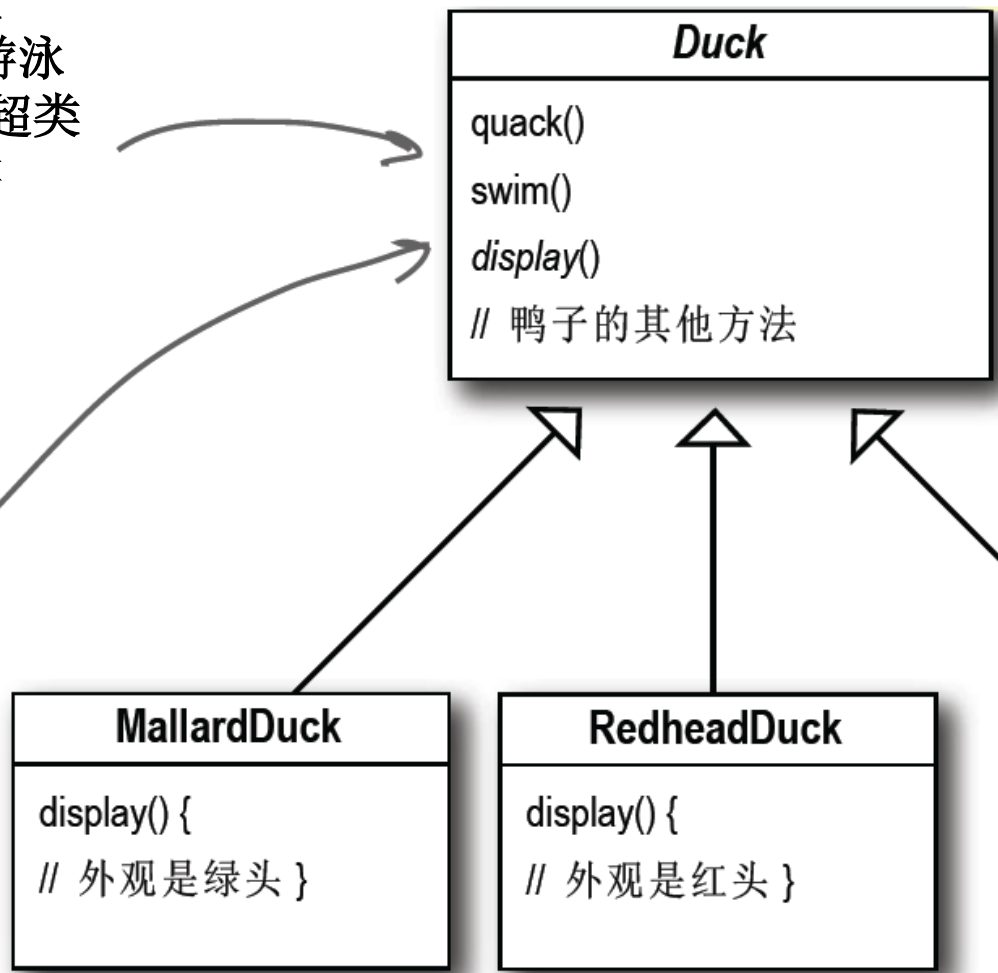 游泳
超类
Duck
quack()
swim()
display()
// 鸭子的其他方法
MallardDuck
display() {
// 外观是绿头 }
RedheadDuck
display() {
// 外观是红头 }